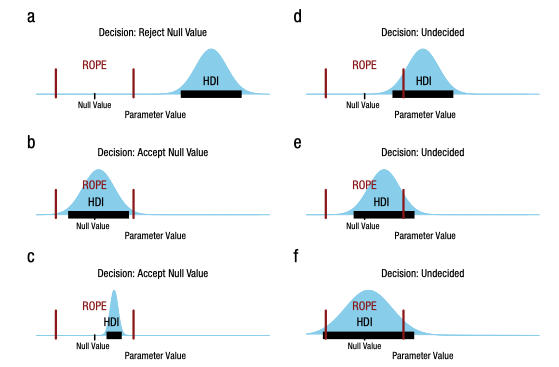 a
Decision: Reject Null Value
ROPE
HDI
Null Value
Parameter Value
b
Decision: Accept Null Value
ROPE
HDI
Null Value
Parameter Value
c
Decision: Accept Null Value
ROPE
HDI
Null Value
Parameter Value
d
Decision: Undecided
ROPE
HDI
Null Value
Parameter Value
e
Decision: Undecided
ROPE
HDI
Null Value
Parameter Value
f
Decision: Undecided
ROPE
HDI
Null Value
Parameter Value